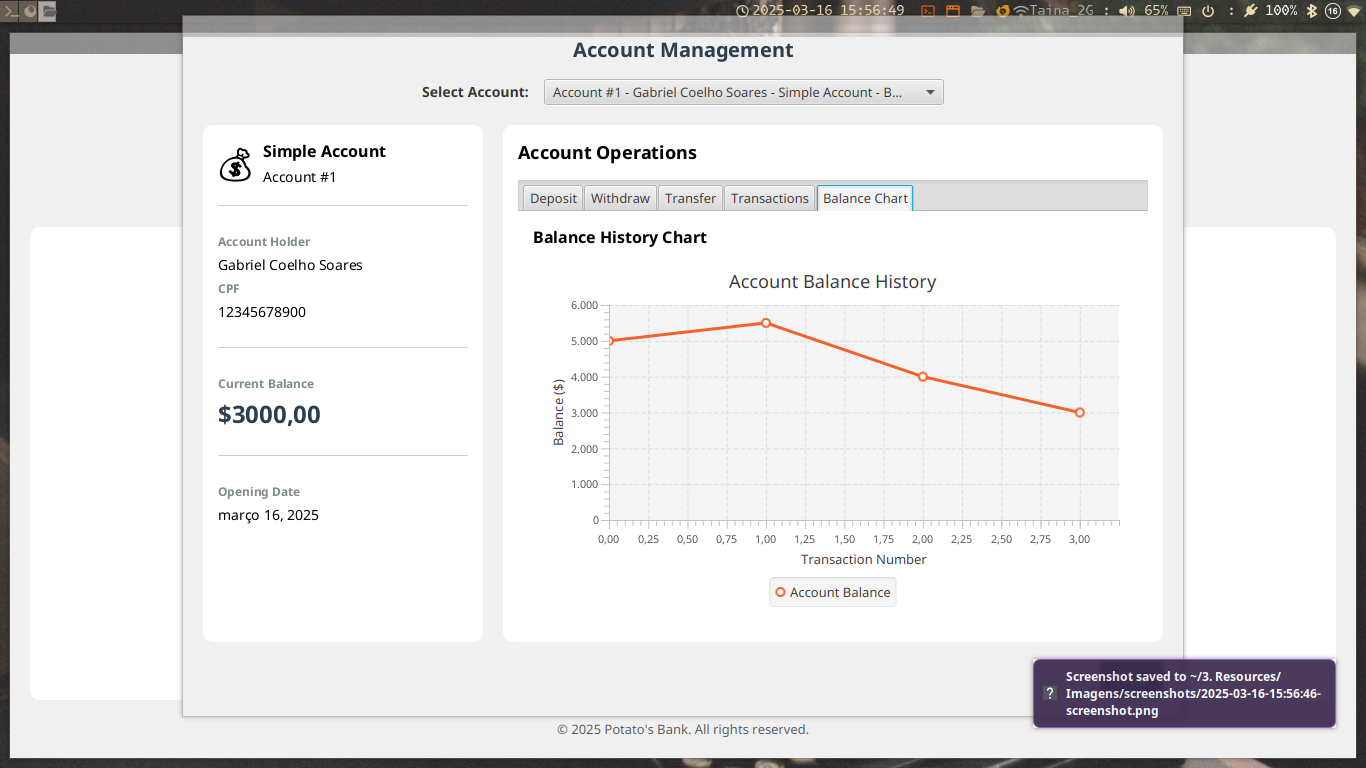 2025-03-16 15:56:49
Taina_2G : 65% : 100% 16
Account Management
Select Account: Account #1 - Gabriel Coelho Soares - Simple Account - B...
Simple Account
Account #1
Account Holder
Gabriel Coelho Soares
CPF
12345678900
Current Balance
$3000,00
Opening Date
março 16, 2025
Account Operations
Deposit Withdraw Transfer Transactions Balance Chart
Balance History Chart
Account Balance History
6.000
5.000
4.000
3.000
2.000
1.000
0
Balance ($)
0,00 0,25 0,50 0,75 1,00 1,25 1,50 1,75 2,00 2,25 2,50 2,75 3,00
Transaction Number
Account Balance
Screenshot saved to ~/3. Resources/
Imagens/screenshots/2025-03-16-15:56:46-
screenshot.png
© 2025 Potato's Bank. All rights reserved.